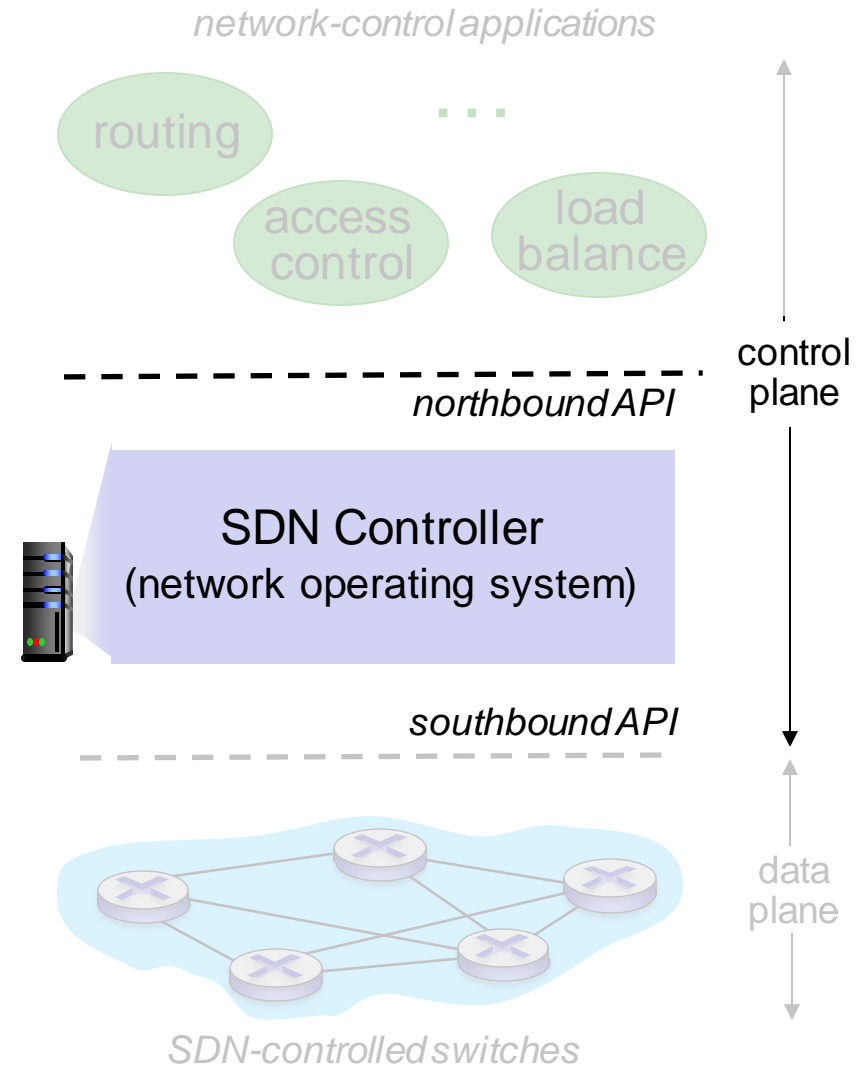 network-control applications
routing
. . .
access
control
load
balance
control
plane
northbound API
SDN Controller
(network operating system)
southbound API
data
plane
SDN-controlled switches